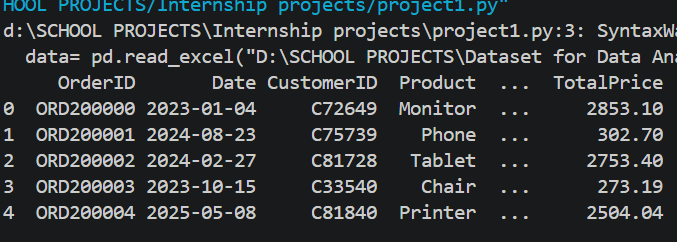 HOOL PROJECTS/Internship projects/project1.py"
d:\SCHOOL PROJECTS\Internship projects\project1.py:3: SyntaxWa
data= pd.read_excel("D:\SCHOOL PROJECTS\Dataset for Data Ana
OrderID Date CustomerID Product ... TotalPrice
0 ORD200000 2023-01-04 C72649 Monitor ... 2853.10
1 ORD200001 2024-08-23 C75739 Phone ... 302.70
2 ORD200002 2024-02-27 C81728 Tablet ... 2753.40
3 ORD200003 2023-10-15 C33540 Chair ... 273.19
4 ORD200004 2025-05-08 C81840 Printer ... 2504.04